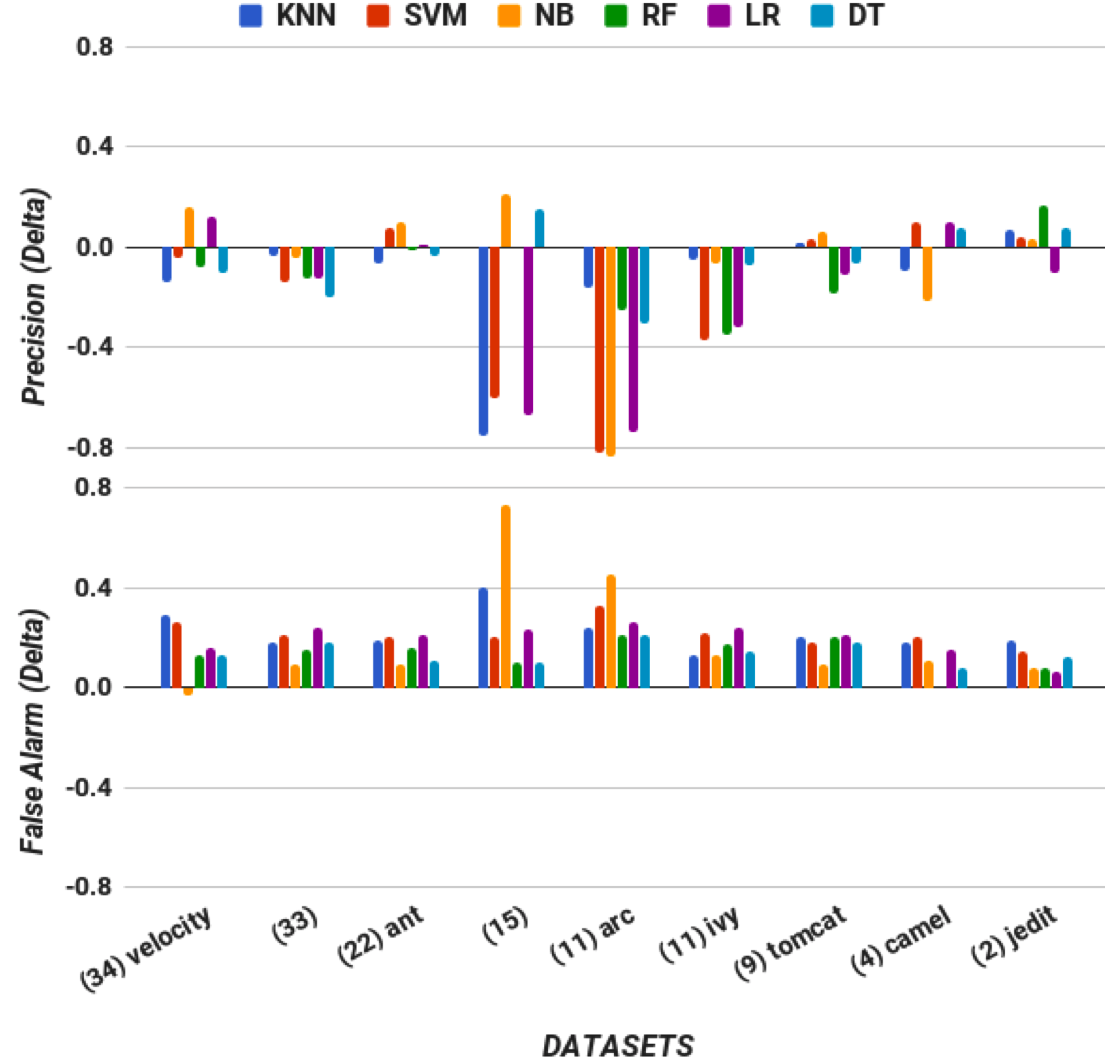 KNN SVM NB RF LR DT
Precision (Delta)
0.8
0.4
0.0
-0.4
-0.8
False Alarm (Delta)
0.8
0.4
0.0
-0.4
-0.8
(34) velocity
(33)
(22) ant
(15)
(11) arc
(11) ivy
(9) tomcat
(4) camel
(2) jedit
DATASETS